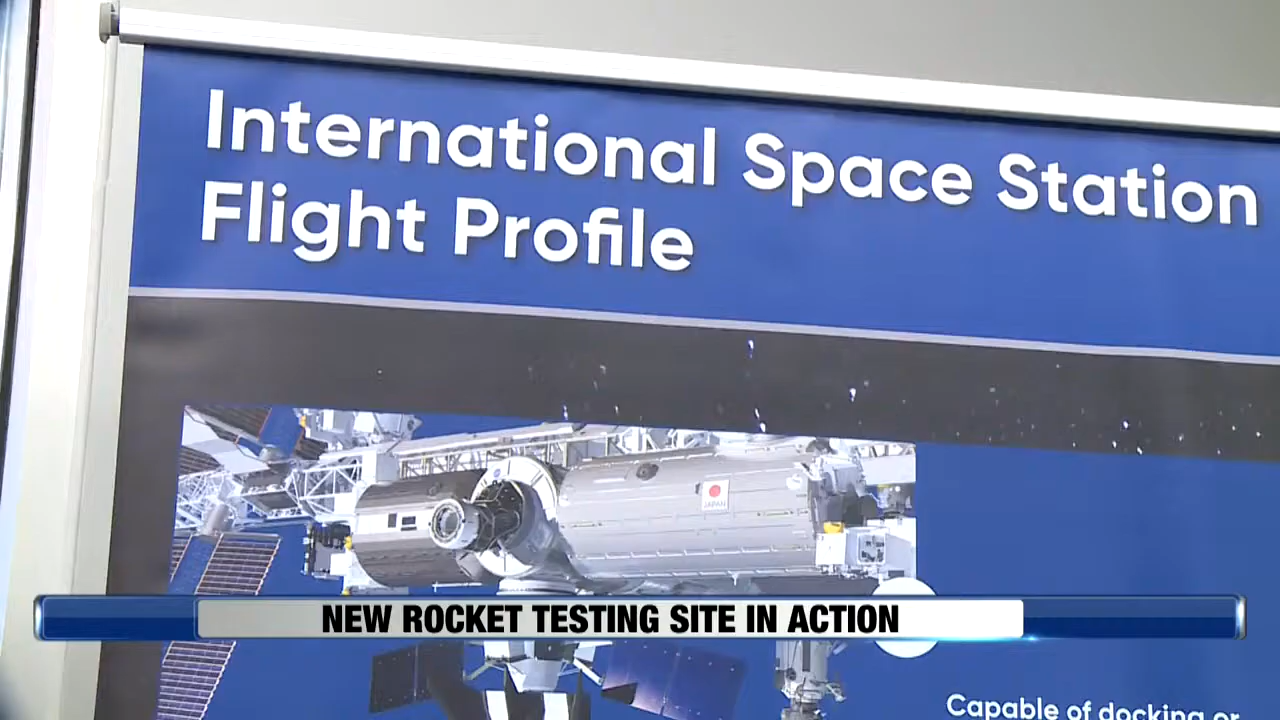 International Space Station
Flight Profile
JAPAN
NEW ROCKET TESTING SITE IN ACTION
Capable of docking or